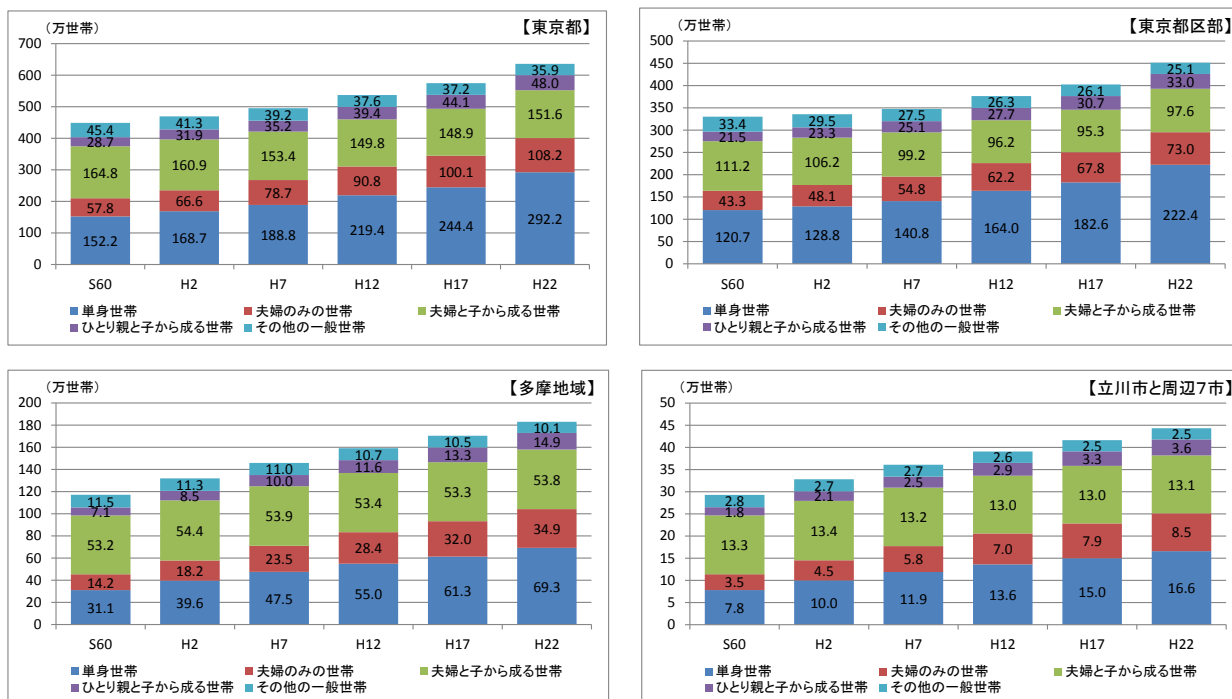 (万世帯)
【東京都】
700
600
500
400
300
200
100
0
45.4 41.3 39.2 37.6 37.2 35.9
28.7 31.9 35.2 39.4 44.1 48.0
164.8 160.9 153.4 149.8 148.9 151.6
57.8 66.6 78.7 90.8 100.1 108.2
152.2 168.7 188.8 219.4 244.4 292.2
S60 H2 H7 H12 H17 H22
単身世帯 夫婦のみの世帯 夫婦と子から成る世帯
ひとり親と子から成る世帯 その他の一般世帯
(万世帯)
【東京都区部】
500
450
400
350
300
250
200
150
100
50
0
33.4 29.5 27.5 26.3 26.1 25.1
21.5 23.3 25.1 27.7 30.7 33.0
111.2 106.2 99.2 96.2 95.3 97.6
43.3 48.1 54.8 62.2 67.8 73.0
120.7 128.8 140.8 164.0 182.6 222.4
S60 H2 H7 H12 H17 H22
単身世帯 夫婦のみの世帯 夫婦と子から成る世帯
ひとり親と子から成る世帯 その他の一般世帯
(万世帯)
【多摩地域】
200
180
160
140
120
100
80
60
40
20
0
11.5 11.3 11.0 10.7 10.5 10.1
7.1 8.5 10.0 11.6 13.3 14.9
53.2 54.4 53.9 53.4 53.3 53.8
14.2 18.2 23.5 28.4 32.0 34.9
31.1 39.6 47.5 55.0 61.3 69.3
S60 H2 H7 H12 H17 H22
単身世帯 夫婦のみの世帯 夫婦と子から成る世帯
ひとり親と子から成る世帯 その他の一般世帯
(万世帯)
【立川市と周辺7市】
50
45
40
35
30
25
20
15
10
5
0
2.8 2.7 2.7 2.6 2.5 2.5
1.8 2.1 2.5 2.9 3.3 3.6
13.3 13.4 13.2 13.0 13.0 13.1
3.5 4.5 5.8 7.0 7.9 8.5
7.8 10.0 11.9 13.6 15.0 16.6
S60 H2 H7 H12 H17 H22
単身世帯 夫婦のみの世帯 夫婦と子から成る世帯
ひとり親と子から成る世帯 その他の一般世帯